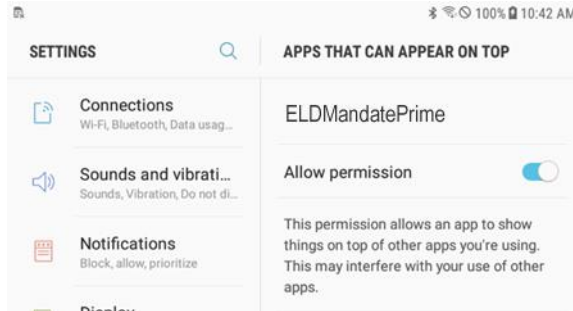 100% 10:42 AM
SETTINGS
APPS THAT CAN APPEAR ON TOP
Connections
Wi-Fi, Bluetooth, Data usag...
Sounds and vibrati...
Sounds, Vibration, Do not di...
Notifications
Block, allow, prioritize
Display
ELDMandatePrime
Allow permission
This permission allows an app to show
things on top of other apps you're using.
This may interfere with your use of other
apps.